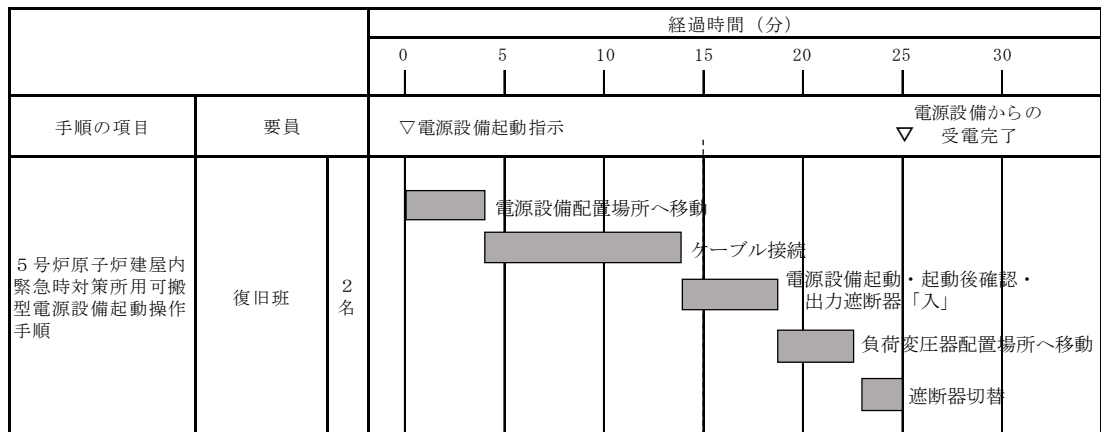 経過時間（分）
0 5 10 15 20 25 30
手順の項目 要員 ▽電源設備起動指示 ▽ 電源設備からの
受電完了
5号炉原子炉建屋内
緊急時対策所用可搬
型電源設備起動操作
手順
復旧班
2
名
電源設備配置場所へ移動
ケーブル接続
電源設備起動・起動後確認・
出力遮断器「入」
負荷変圧器配置場所へ移動
遮断器切替